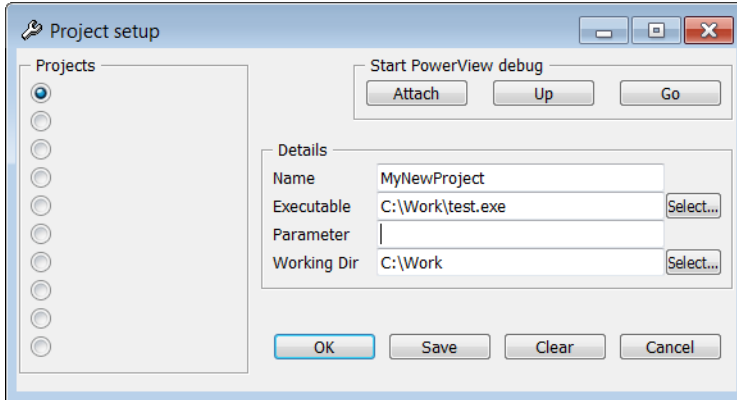 Project setup
Projects
Start PowerView debug
Attach Up Go
Details
Name MyNewProject
Executable C:\Work\test.exe Select...
Parameter
Working Dir C:\Work Select...
OK Save Clear Cancel